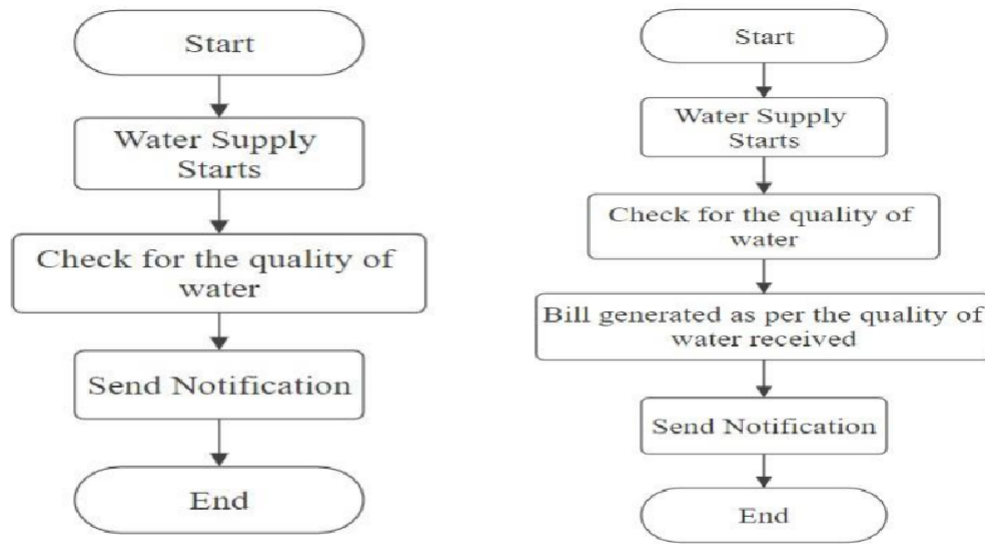 Start
Water Supply
Starts
Check for the quality of
water
Send Notification
End
Start
Water Supply
Starts
Check for the quality of
water
Bill generated as per the quality of
water received
Send Notification
End